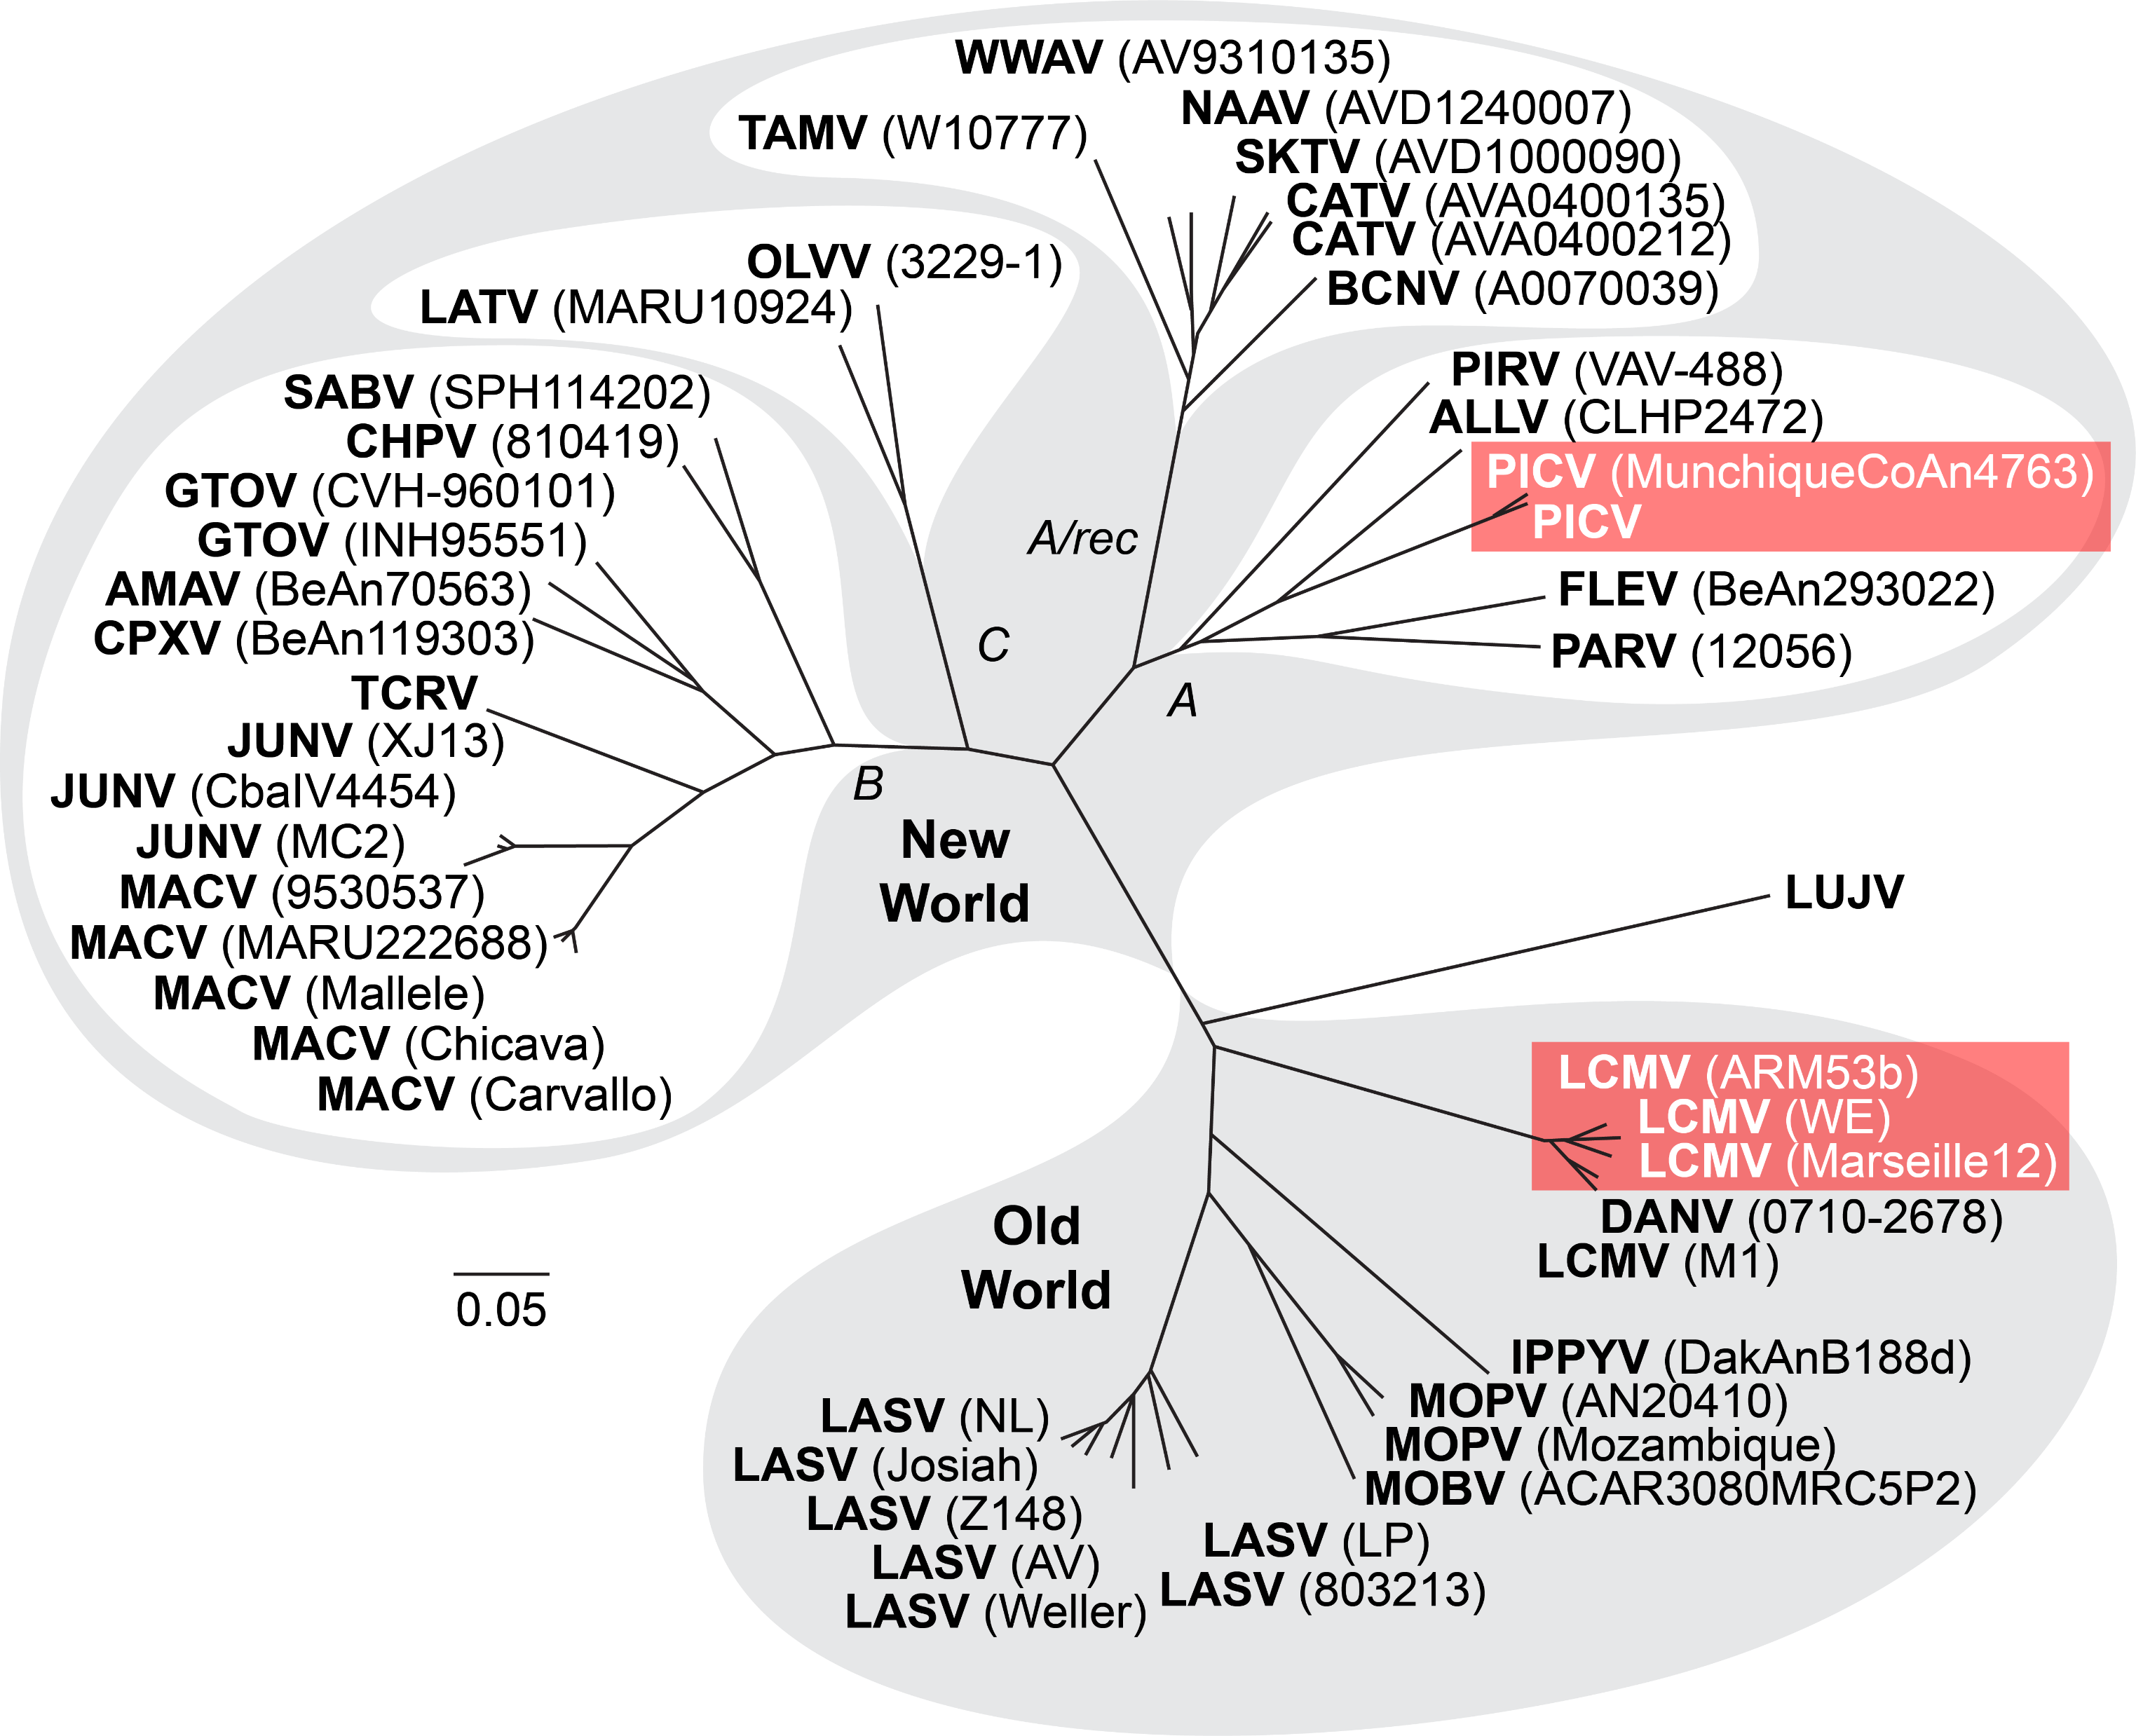 WWAV (AV9310135)
NAAV (AVD1240007)
TAMV (W10777)
SKTV (AVD1000090)
CATV (AVA0400135)
CATV (AVA0400212)
BCNV (A0070039)
OLVV (3229-1)
LATV (MARU10924)
PIRV (VAV-488)
ALLV (CLHP2472)
PICV (MunchiqueCoAn4763)
PICV
FLEV (BeAn293022)
PARV (12056)
SABV (SPH114202)
CHPV (810419)
GTOV (CVH-960101)
GTOV (INH95551)
AMAV (BeAn70563)
CPXV (BeAn119303)
TCRV
JUNV (XJ13)
JUNV (CbaIV4454)
JUNV (MC2)
MACV (9530537)
MACV (MARU222688)
MACV (Mallele)
MACV (Chicava)
MACV (Carvallo)
A/rec
C
A
B
New
World
LUJV
LCMV (ARM53b)
LCMV (WE)
LCMV (Marseille12)
DANV (0710-2678)
LCMV (M1)
Old
World
0.05
IPPYV (DakAnB188d)
MOPV (AN20410)
MOPV (Mozambique)
MOBV (ACAR3080MRC5P2)
LASV (NL)
LASV (Josiah)
LASV (Z148)
LASV (AV)
LASV (Weller)
LASV (LP)
LASV (803213)